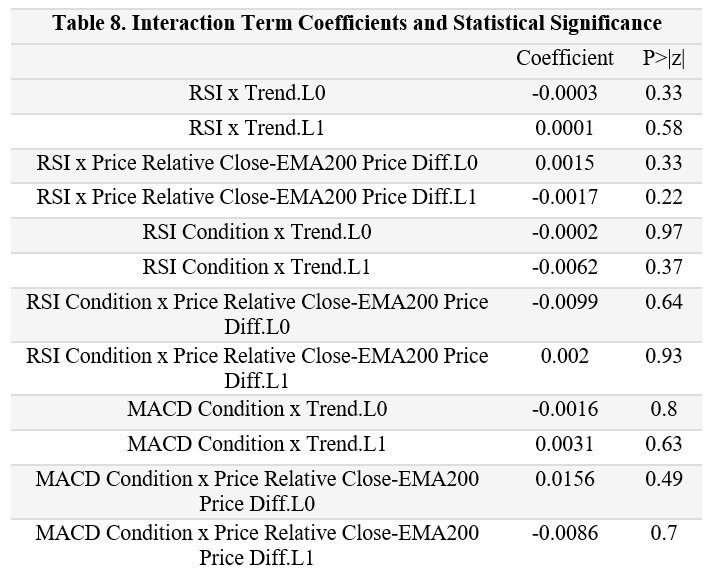 Table 8. Interaction Term Coefficients and Statistical Significance
Coefficient P>|z|
RSI x Trend.L0 -0.0003 0.33
RSI x Trend.L1 0.0001 0.58
RSI x Price Relative Close-EMA200 Price Diff.L0 0.0015 0.33
RSI x Price Relative Close-EMA200 Price Diff.L1 -0.0017 0.22
RSI Condition x Trend.L0 -0.0002 0.97
RSI Condition x Trend.L1 -0.0062 0.37
RSI Condition x Price Relative Close-EMA200 Price -0.0099 0.64
Diff.L0
RSI Condition x Price Relative Close-EMA200 Price 0.002 0.93
Diff.L1
MACD Condition x Trend.L0 -0.0016 0.8
MACD Condition x Trend.L1 0.0031 0.63
MACD Condition x Price Relative Close-EMA200 0.0156 0.49
Price Diff.L0
MACD Condition x Price Relative Close-EMA200 -0.0086 0.7
Price Diff.L1